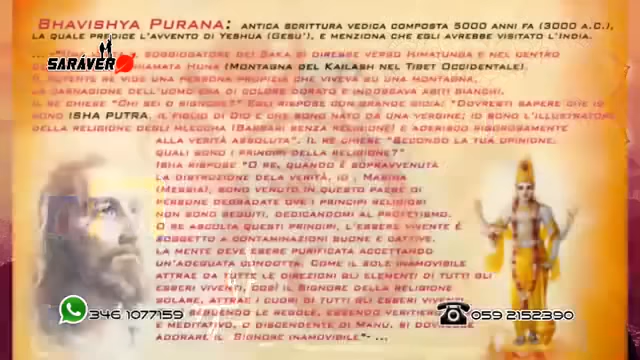 Bhavishya Purana: antica scrittura vedica composta 5000 anni fa (3000 a.C.),
la quale predice l'avvento di Yeshua (Gesu'), e menziona che egli avrebbe visitato l'India.
soggiogatore dei Saka si diresse verso Himatunga e nel centro
SARAVER
chiamata Huna (Montagna del Kailash nel Tibet Occidentale).
potente re vide una persona propizia che viveva su una montagna.
la carnagione dell'uomo era di colore dorato e indossava abiti bianchi.
Il re chiese "Chi sei o signore?" Egli rispose con grande gioia: "Dovresti sapere che io
sono Isha Putra, il figlio di Dio e che sono nato da una vergine; io sono l'illustratore
della religione degli mleccha (Barbari senza religione) e aderisco rigorosamente
alla verità assoluta". Il re chiese "Secondo la tua opinione,
quali sono i principi della religione?"
Isha rispose "O re, quando è sopravvenuta
la distruzione della verità, io, Masiha
(Messia), sono venuto in questo paese di
persone degradate ove i principi religiosi
non sono seguiti, dedicandomi al profetismo.
O re ascolta questi principi, l'essere vivente è
soggetto a contaminazioni buone e cattive.
La mente deve essere purificata accettando
un'adeguata condotta. Come il sole inamovibile
attrae da tutte le direzioni gli elementi di tutti gli
esseri viventi, così il Signore della religione
solare, attrae i cuori di tutti gli esseri viventi
346 1077159
059 2152390
seguendo le regole, essendo veritiero
e meditativo, o discendente di Manu, si dovrebbe
adorare il Signore inamovibile"- ...